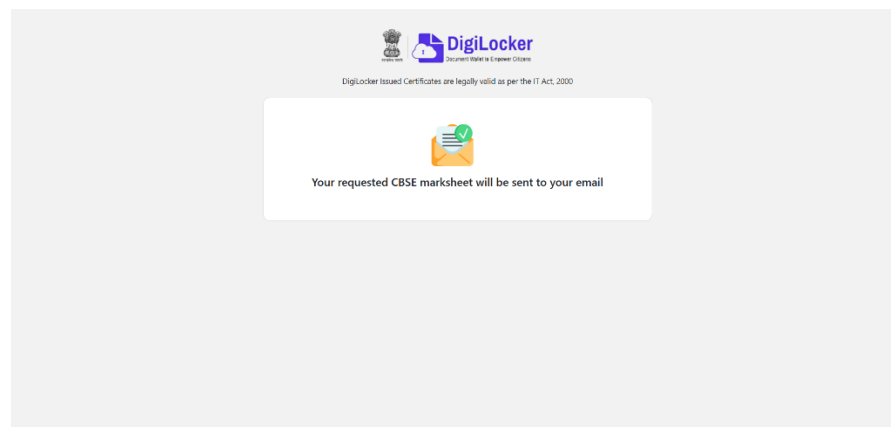 DigiLocker
Document Wallet to Empower Citizens
DigiLocker Issued Certificates are legally valid as per the IT Act, 2000
Your requested CBSE marksheet will be sent to your email